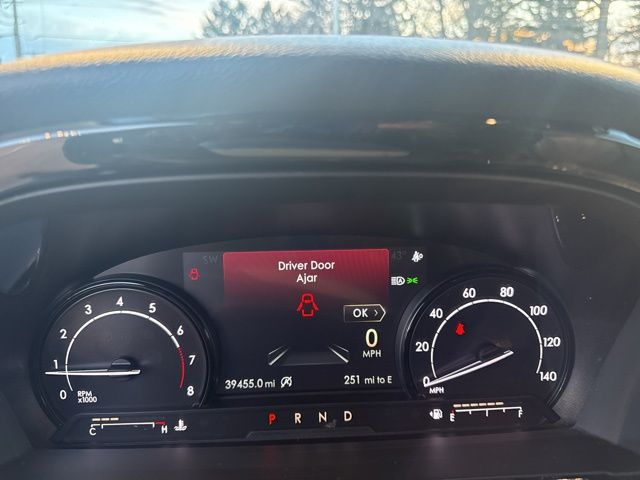 SW
43°
Driver Door
Ajar
OK
0
MPH
39455.0 mi
251 mi to E
0 1 2 3 4 5 6 7 8
RPM
x1000
0 20 40 60 80 100 120 140
MPH
C H
P R N D
E F